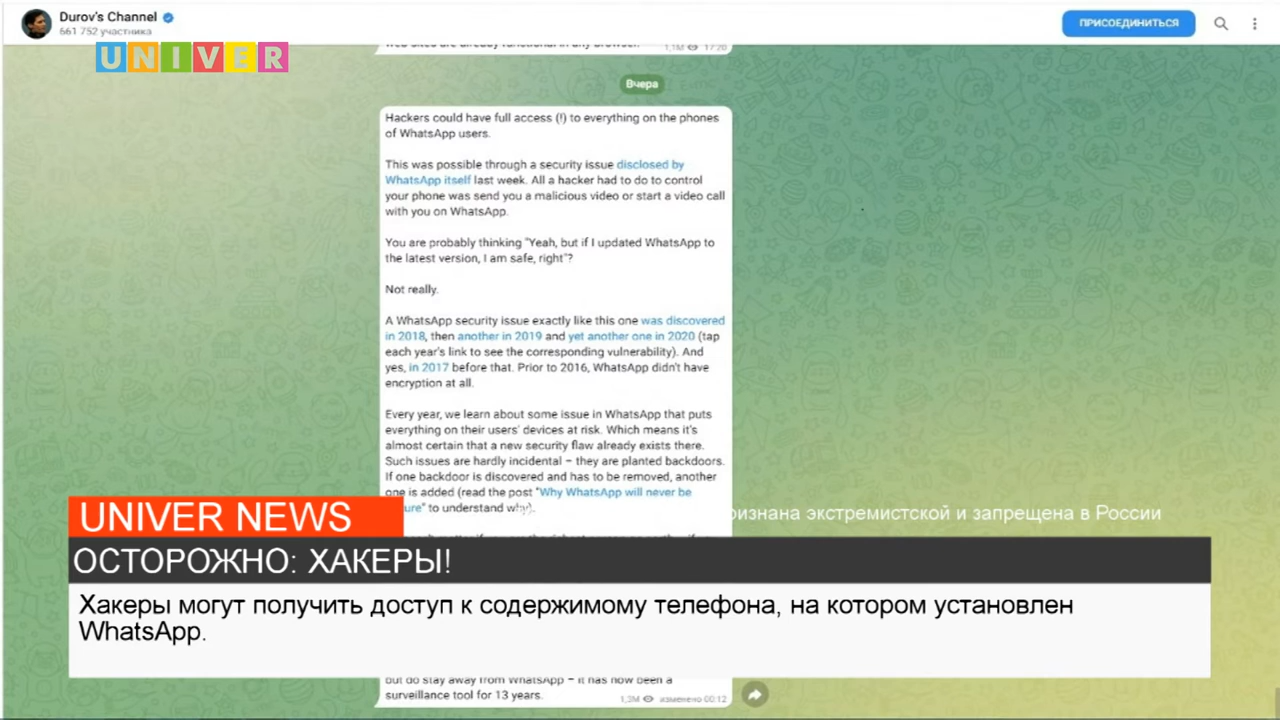 Durov's Channel
661 752 участника
ПРИСОЕДИНИТЬСЯ
UNIVER
web sites are already functional in any browser. 1,1M 17:20
Вчера
Hackers could have full access (!) to everything on the phones
of WhatsApp users.
This was possible through a security issue disclosed by
WhatsApp itself last week. All a hacker had to do to control
your phone was send you a malicious video or start a video call
with you on WhatsApp.
You are probably thinking "Yeah, but if I updated WhatsApp to
the latest version, I am safe, right"?
Not really.
A WhatsApp security issue exactly like this one was discovered
in 2018, then another in 2019 and yet another one in 2020 (tap
each year's link to see the corresponding vulnerability). And
yes, in 2017 before that. Prior to 2016, WhatsApp didn't have
encryption at all.
Every year, we learn about some issue in WhatsApp that puts
everything on their users' devices at risk. Which means it's
almost certain that a new security flaw already exists there.
Such issues are hardly incidental – they are planted backdoors.
If one backdoor is discovered and has to be removed, another
one is added (read the post "Why WhatsApp will never be
" to understand why).
экстремистской и запрещена в России
UNIVER NEWS
ОСТОРОЖНО: ХАКЕРЫ!
Хакеры могут получить доступ к содержимому телефона, на котором установлен
WhatsApp.
but do stay away from WhatsApp – it has now been a
surveillance tool for 13 years. 1,3M изменено 00:12